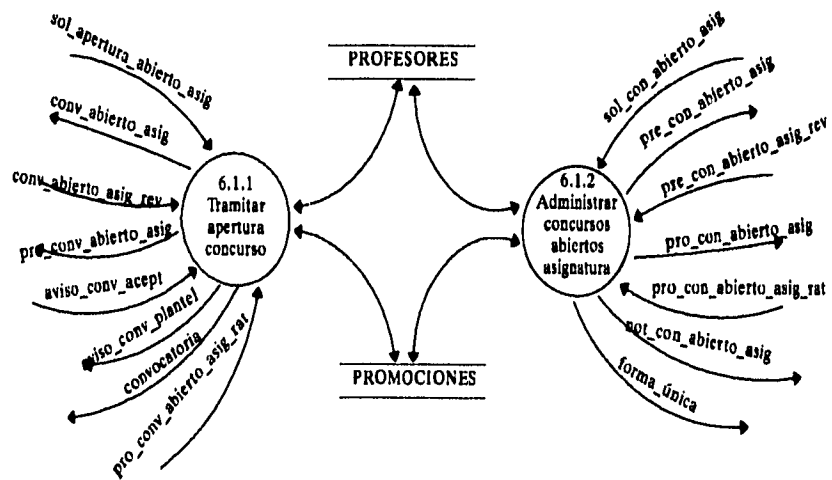 sol_apertura_abierto_asig
conv_abierto_asig
conv_abierto_asig_rev
pro_conv_abierto_asig
aviso_conv_acept
aviso_conv_plantel
convocatoria
pro_conv_abierto_asig_rat
6.1.1
Tramitar
apertura
concurso
PROFESORES
PROMOCIONES
6.1.2
Administrar
concursos
abiertos
asignatura
sol_con_abierto_asig
pre_con_abierto_asig
pre_con_abierto_asig_rev
pro_con_abierto_asig
pro_con_abierto_asig_rat
not_con_abierto_asig
forma_única